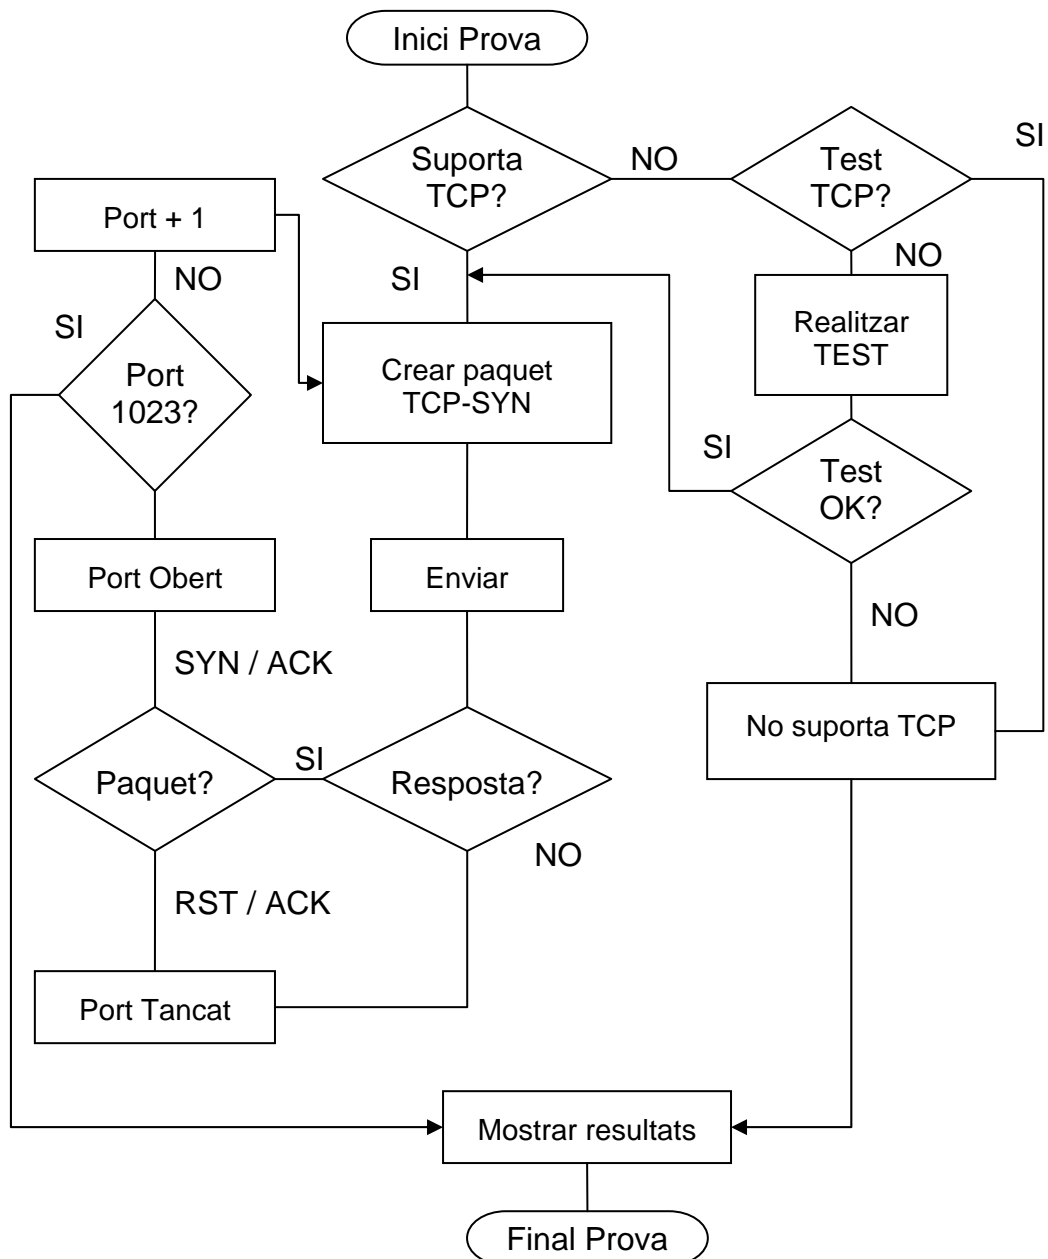 Inici Prova
Suporta
TCP?
NO
Test
TCP?
SI
Port + 1
NO
SI
Port
1023?
SI
Crear paquet
TCP-SYN
NO
Realitzar
TEST
SI
Test
OK?
NO
Port Obert
Enviar
SYN / ACK
No suporta TCP
Paquet?
SI
Resposta?
NO
RST / ACK
Port Tancat
Mostrar resultats
Final Prova